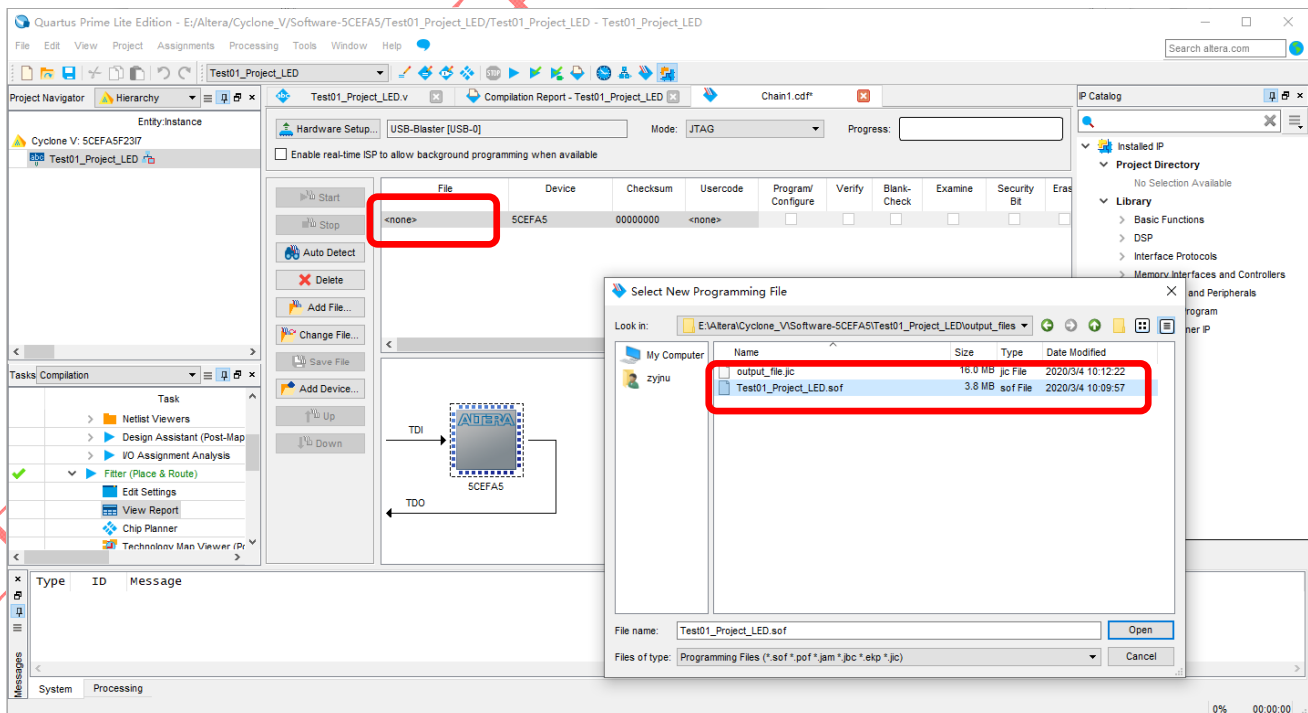 Quartus Prime Lite Edition - E:/Altera/Cyclone_V/Software-5CEFA5/Test01_Project_LED/Test01_Project_LED - Test01_Project_LED
File Edit View Project Assignments Processing Tools Window Help
Search altera.com
Test01_Project_LED
Project Navigator Hierarchy
Entity:Instance
Cyclone V: 5CEFA5F23I7
Test01_Project_LED
Test01_Project_LED.v
Compilation Report - Test01_Project_LED
Chain1.cdf*
Hardware Setup... USB-Blaster [USB-0] Mode: JTAG Progress:
Enable real-time ISP to allow background programming when available
Start
Stop
Auto Detect
Delete
Add File...
Change File...
Save File
Add Device...
Up
Down
File Device Checksum Usercode Program/ Configure Verify Blank- Check Examine Security Bit Eras
<none> 5CEFA5 00000000 <none>
TDI
ALTERA
5CEFA5
TDO
IP Catalog
Installed IP
Project Directory
No Selection Available
Library
Basic Functions
DSP
Interface Protocols
Memory Interfaces and Controllers
and Peripherals
rogram
ner IP
Tasks Compilation
Task
Netlist Viewers
Design Assistant (Post-Map
I/O Assignment Analysis
Fitter (Place & Route)
Edit Settings
View Report
Chip Planner
Technology Map Viewer (Pr
Select New Programming File
Look in: E:\Altera\Cyclone_V\Software-5CEFA5\Test01_Project_LED\output_files
My Computer
zyjnu
Name Size Type Date Modified
output_file.jic 16.0 MB jic File 2020/3/4 10:12:22
Test01_Project_LED.sof 3.8 MB sof File 2020/3/4 10:09:57
File name: Test01_Project_LED.sof Open
Files of type: Programming Files (*.sof *.pof *.jam *.jbc *.ekp *.jic) Cancel
Type ID Message
Messages
System Processing
0% 00:00:00